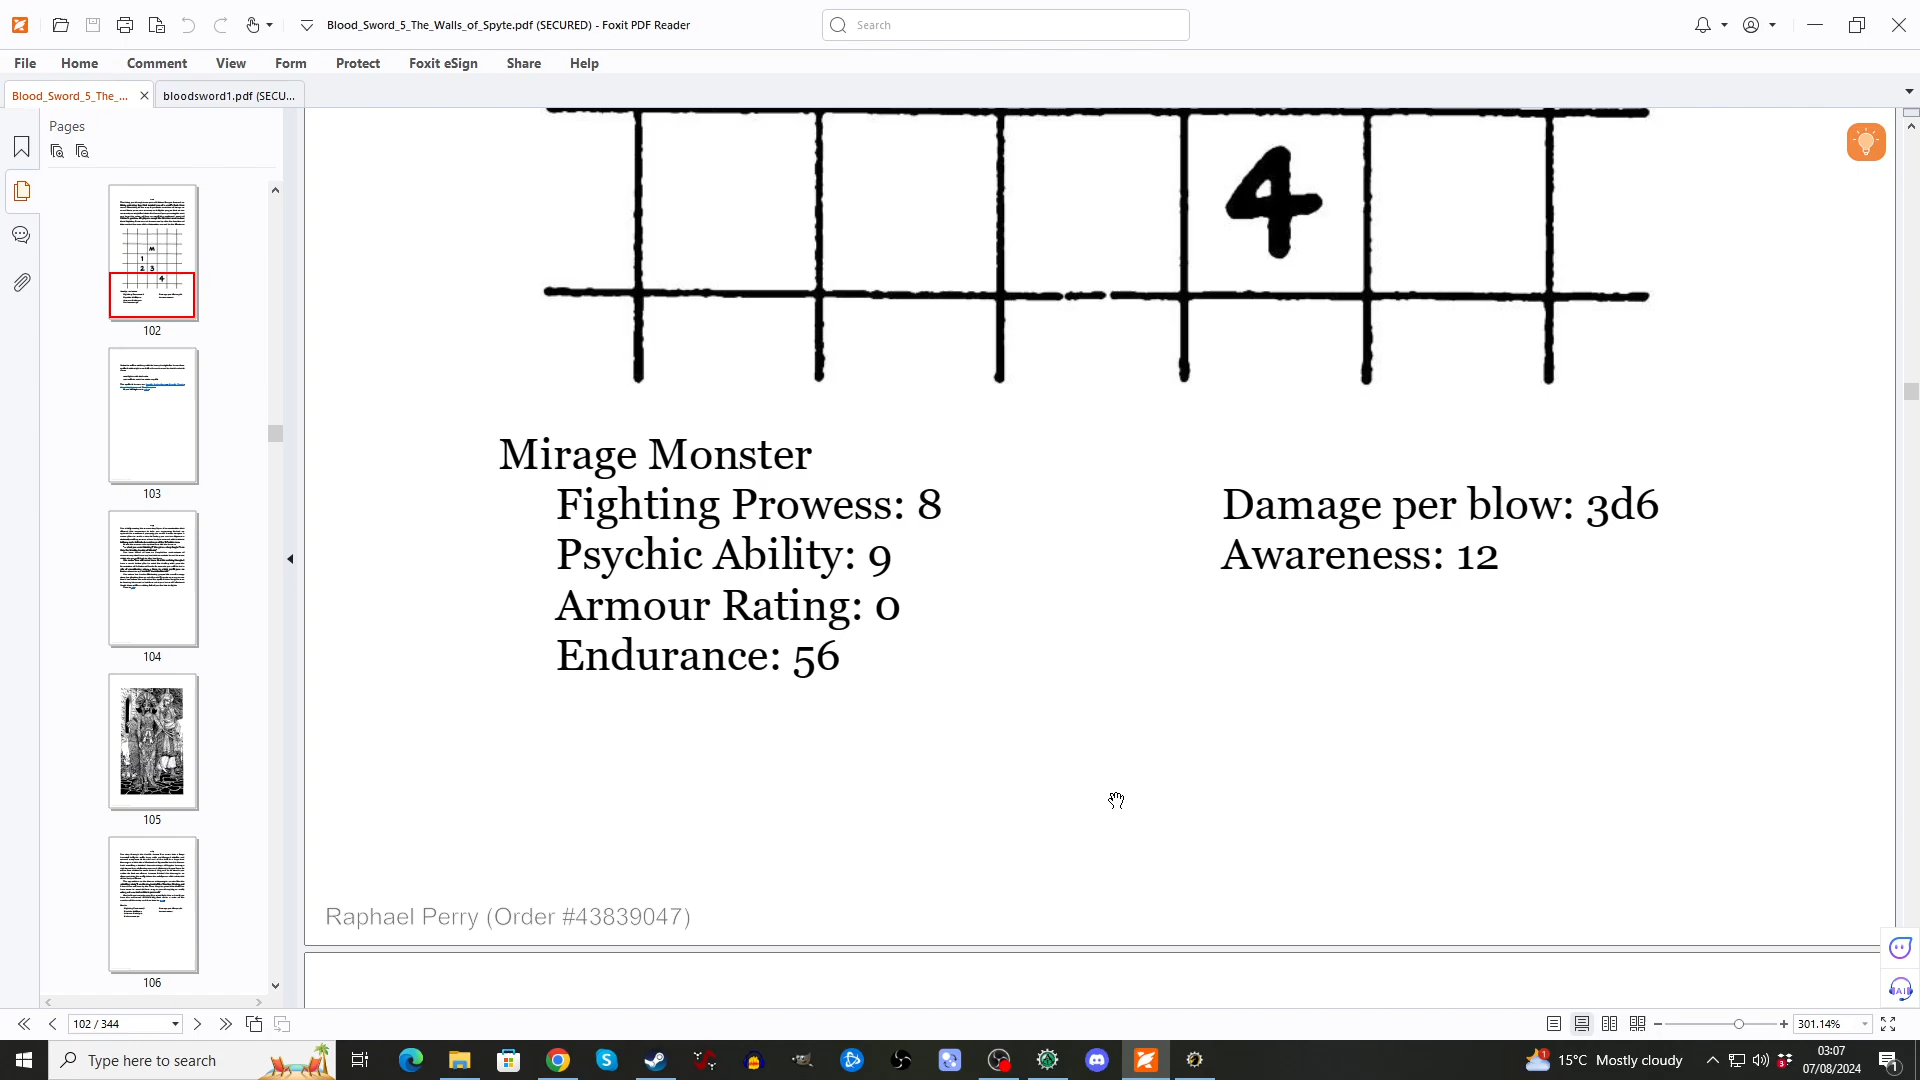 Blood_Sword_5_The_Walls_of_Spyte.pdf (SECURED) - Foxit PDF Reader
Search
File Home Comment View Form Protect Foxit eSign Share Help
Blood_Sword_5_The_... bloodsword1.pdf (SECU...
Pages
102
103
104
105
106
4
Mirage Monster
Fighting Prowess: 8 Damage per blow: 3d6
Psychic Ability: 9 Awareness: 12
Armour Rating: 0
Endurance: 56
Raphael Perry (Order #43839047)
102 / 344
301.14%
Type here to search
15°C Mostly cloudy
03:07
07/08/2024